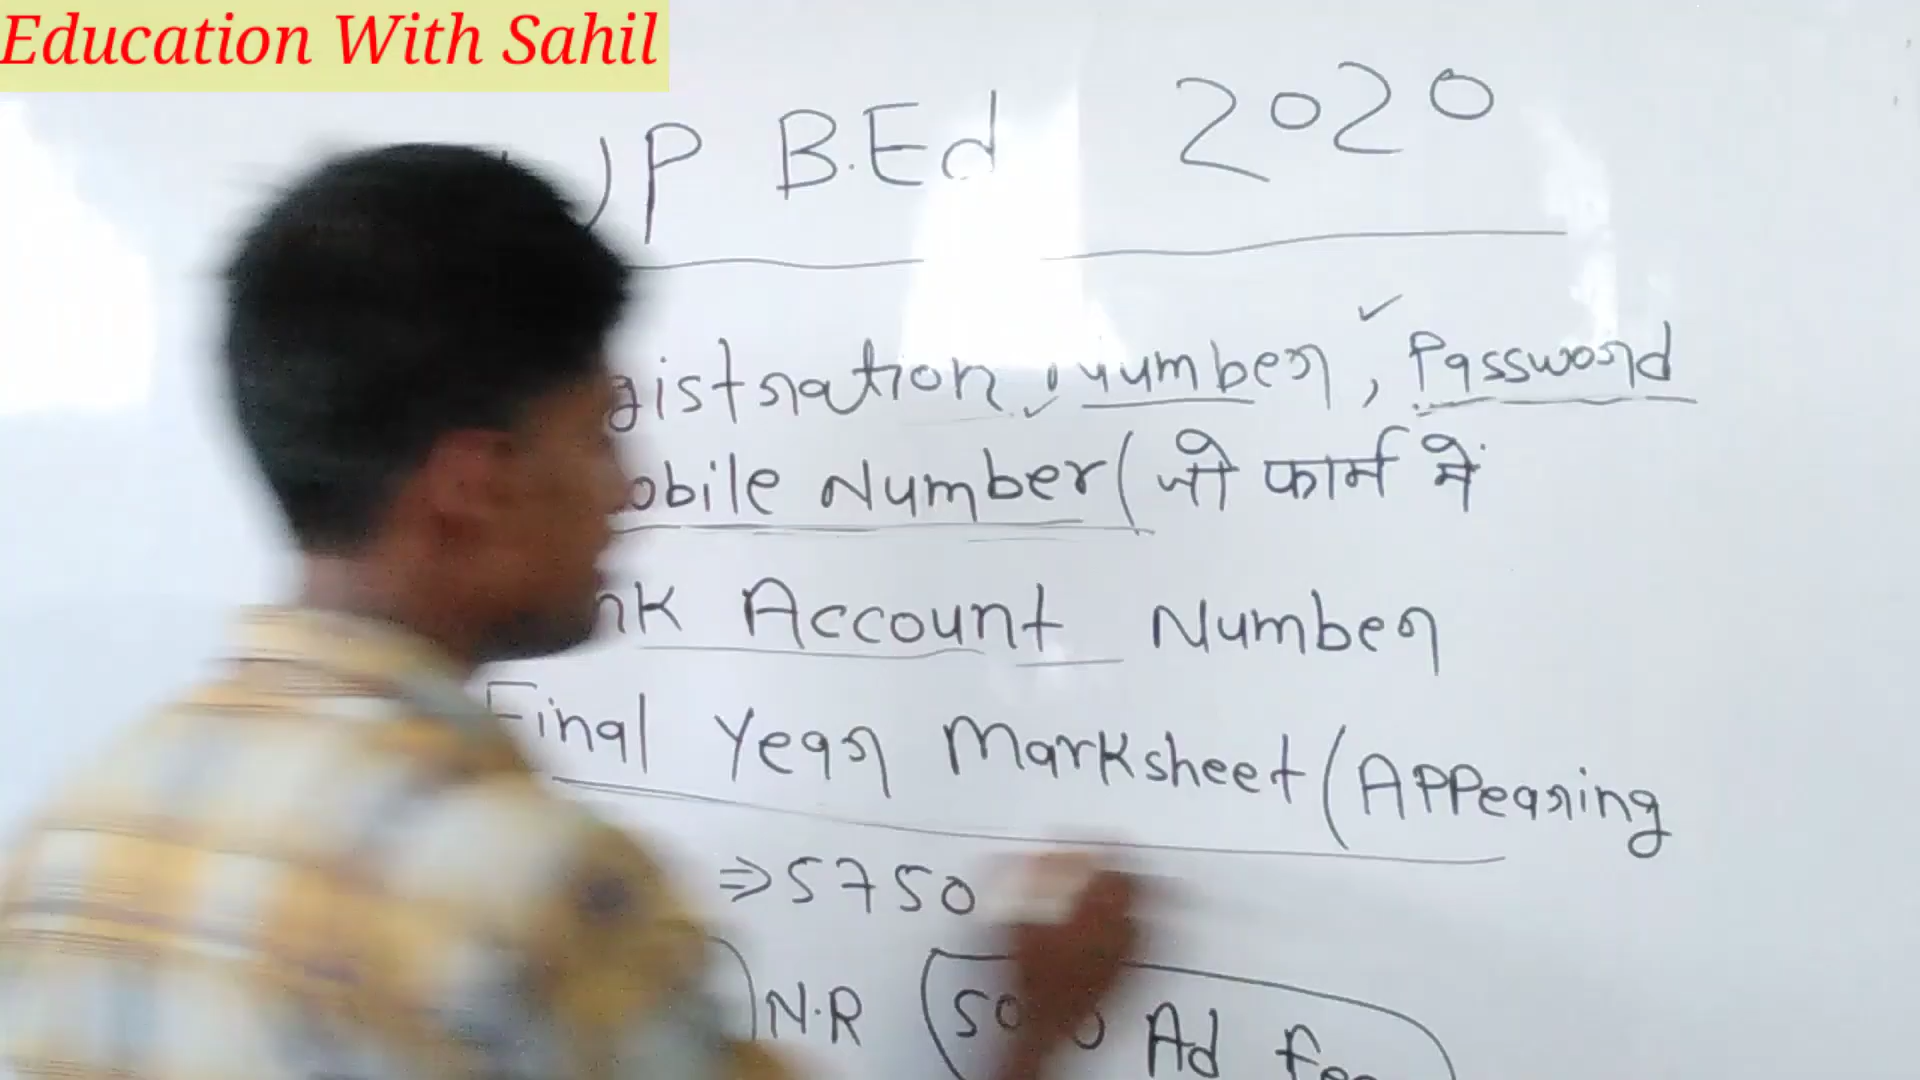 Education With Sahil
UP B.Ed 2020
gistration number, Password
obile Number (जो फार्म में
nk Account Number
Final Year Marksheet (Appearing
⇒5750
N.R Ad fee